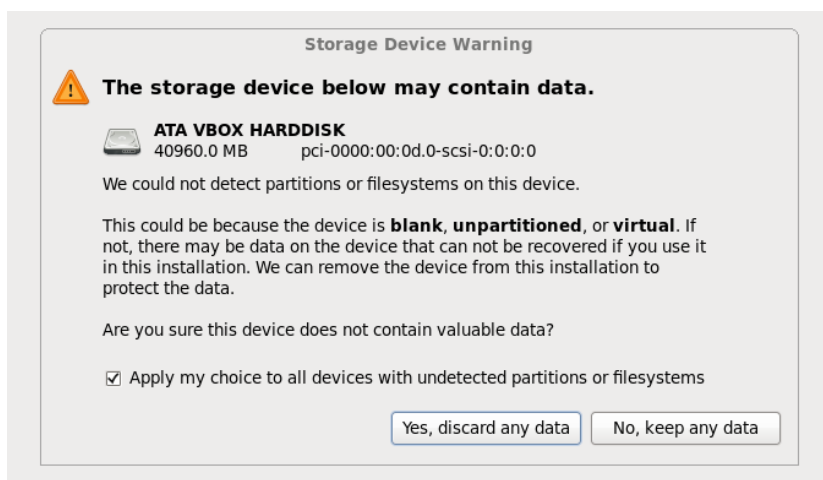 Storage Device Warning
The storage device below may contain data.
ATA VBOX HARDDISK
40960.0 MB pci-0000:00:0d.0-scsi-0:0:0:0
We could not detect partitions or filesystems on this device.
This could be because the device is blank, unpartitioned, or virtual. If
not, there may be data on the device that can not be recovered if you use it
in this installation. We can remove the device from this installation to
protect the data.
Are you sure this device does not contain valuable data?
Apply my choice to all devices with undetected partitions or filesystems
Yes, discard any data No, keep any data